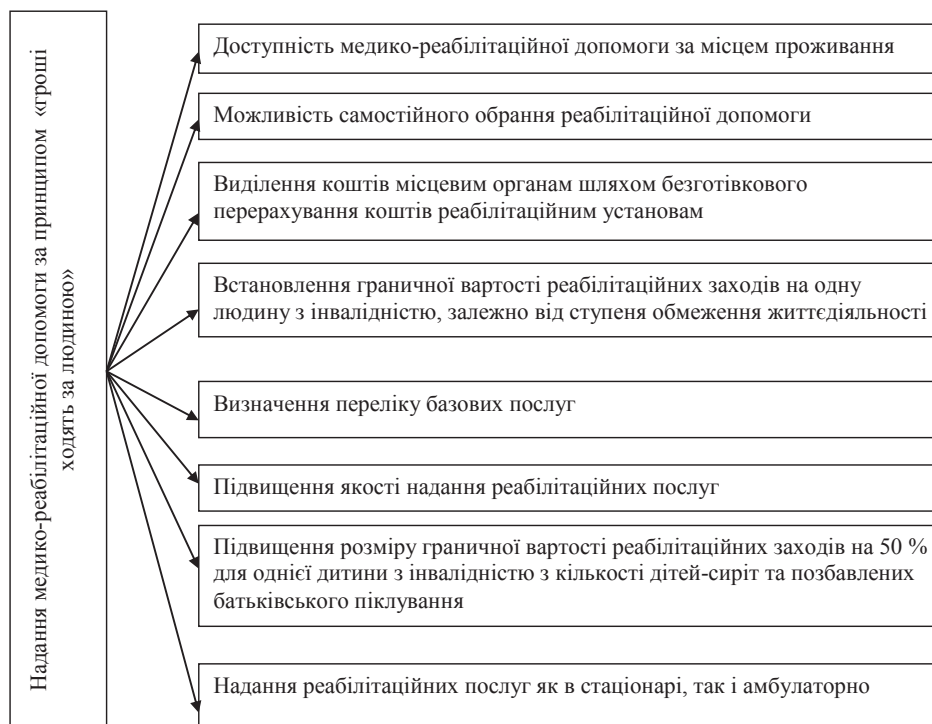 Надання медико-реабілітаційної допомоги за принципом «гроші
ходять за людиною»
Доступність медико-реабілітаційної допомоги за місцем проживання
Можливість самостійного обрання реабілітаційної допомоги
Виділення коштів місцевим органам шляхом безготівкового
перерахування коштів реабілітаційним установам
Встановлення граничної вартості реабілітаційних заходів на одну
людину з інвалідністю, залежно від ступеня обмеження життєдіяльності
Визначення переліку базових послуг
Підвищення якості надання реабілітаційних послуг
Підвищення розміру граничної вартості реабілітаційних заходів на 50 %
для однієї дитини з інвалідністю з кількості дітей-сиріт та позбавлених
батьківського піклування
Надання реабілітаційних послуг як в стаціонарі, так і амбулаторно